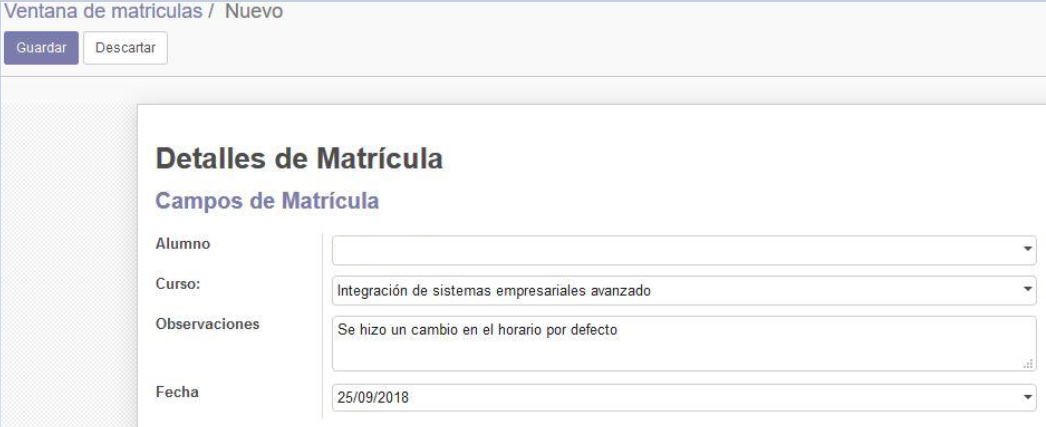 Ventana de matriculas / Nuevo
Guardar Descartar
Detalles de Matrícula
Campos de Matrícula
Alumno
Curso: Integración de sistemas empresariales avanzado
Observaciones Se hizo un cambio en el horario por defecto
Fecha 25/09/2018